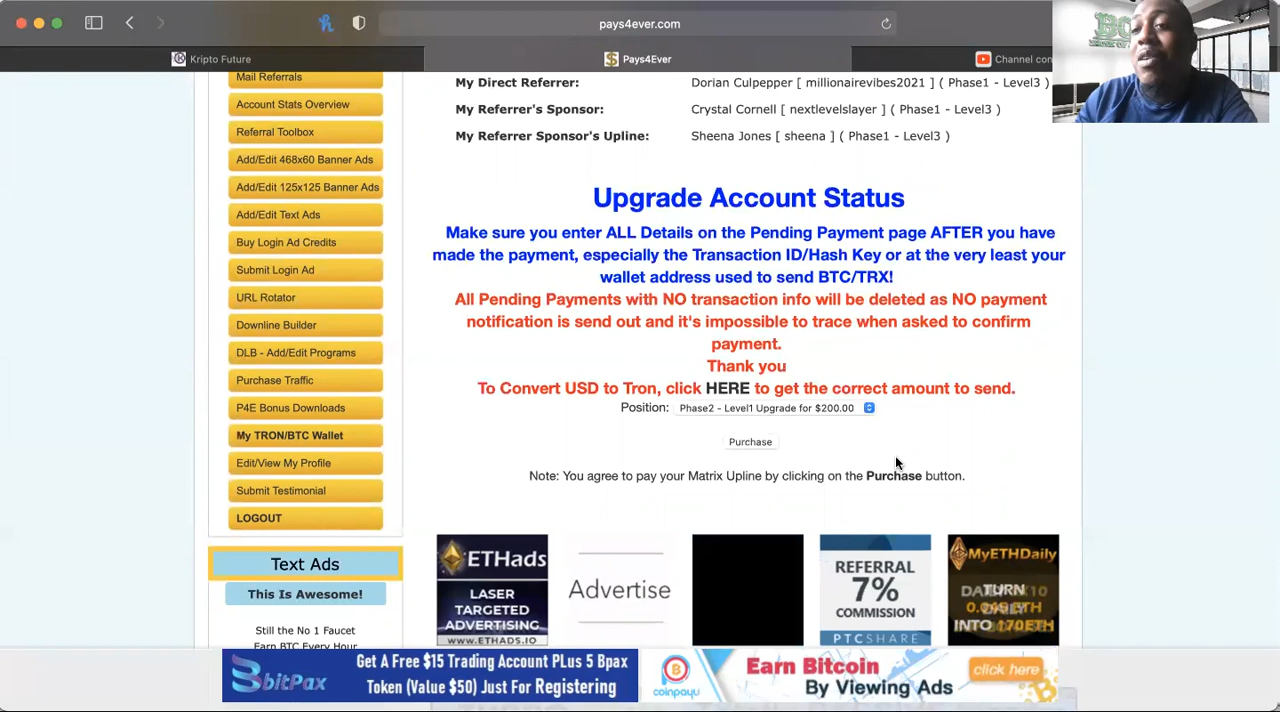 pays4ever.com
Kripto Future
Pays4Ever
Channel con
Mail Referrals
Account Stats Overview
Referral Toolbox
Add/Edit 468x60 Banner Ads
Add/Edit 125x125 Banner Ads
Add/Edit Text Ads
Buy Login Ad Credits
Submit Login Ad
URL Rotator
Downline Builder
DLB - Add/Edit Programs
Purchase Traffic
P4E Bonus Downloads
My TRON/BTC Wallet
Edit/View My Profile
Submit Testimonial
LOGOUT
Text Ads
This Is Awesome!
Still the No 1 Faucet
Earn BTC Every Hour
My Direct Referrer: Dorian Culpepper [ millionairevibes2021 ] ( Phase1 - Level3 )
My Referrer's Sponsor: Crystal Cornell [ nextlevelslayer ] ( Phase1 - Level3 )
My Referrer Sponsor's Upline: Sheena Jones [ sheena ] ( Phase1 - Level3 )
Upgrade Account Status
Make sure you enter ALL Details on the Pending Payment page AFTER you have
made the payment, especially the Transaction ID/Hash Key or at the very least your
wallet address used to send BTC/TRX!
All Pending Payments with NO transaction info will be deleted as NO payment
notification is send out and it's impossible to trace when asked to confirm
payment.
Thank you
To Convert USD to Tron, click HERE to get the correct amount to send.
Position: Phase2 - Level1 Upgrade for $200.00
Purchase
Note: You agree to pay your Matrix Upline by clicking on the Purchase button.
ETHads
LASER
TARGETED
ADVERTISING
WWW.ETHADS.IO
Advertise
REFERRAL
7%
COMMISSION
PTCSHARE
MyETHDaily
TURN
DAILY
INTO 170ETH
bitPax
Get A Free $15 Trading Account PLus 5 Bpax
Token (Value $50) Just For Registering
coinpayu
Earn Bitcoin
By Viewing Ads
click here